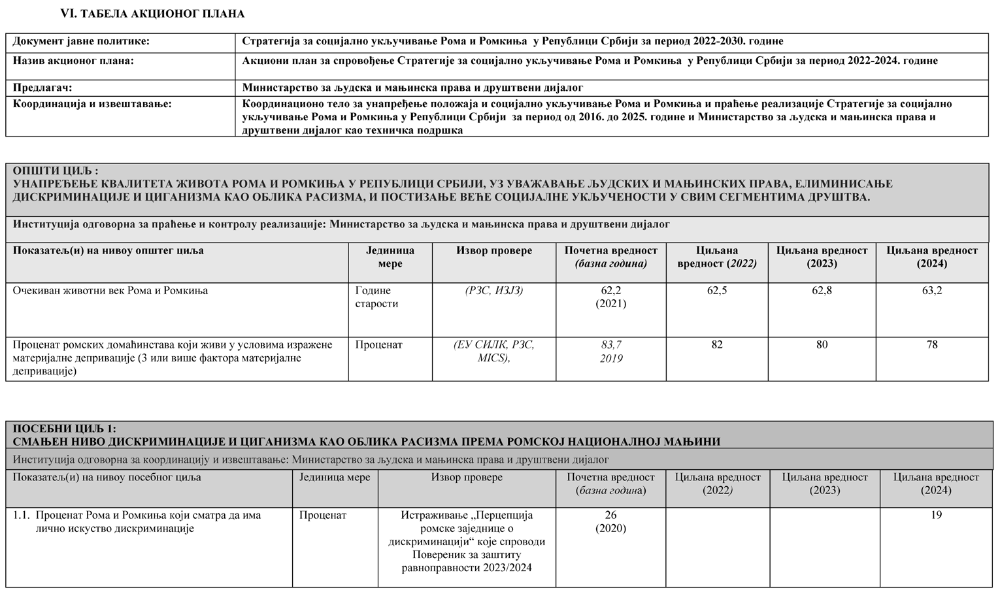 VI. ТАБЕЛА АКЦИОНОГ ПЛАНА
Документ јавне политике:
Стратегија за социјално укључивање Рома и Ромкиња у Републици Србији за период 2022-2030. године
Назив акционог плана:
Акциони план за спровођење Стратегије за социјално укључивање Рома и Ромкиња у Републици Србији за период 2022-2024. године
Предлагач:
Министарство за људска и мањинска права и друштвени дијалог
Координација и извештавање:
Координационо тело за унапређење положаја и социјално укључивање Рома и Ромкиња и праћење реализације Стратегије за социјално
укључивање Рома и Ромкиња у Републици Србији за период од 2016. до 2025. године и Министарство за људска и мањинска права и
друштвени дијалог као техничка подршка
ОПШТИ ЦИЉ :
УНАПРЕЂЕЊЕ КВАЛИТЕТА ЖИВОТА РОМА И РОМКИЊА У РЕПУБЛИЦИ СРБИЈИ, УЗ УВАЖАВАЊЕ ЉУДСКИХ И МАЊИНСКИХ ПРАВА, ЕЛИМИНИСАЊЕ
ДИСКРИМИНАЦИЈЕ И ЦИГАНИЗМА КАО ОБЛИКА РАСИЗМА, И ПОСТИЗАЊЕ ВЕЋЕ СОЦИЈАЛНЕ УКЉУЧЕНОСТИ У СВИМ СЕГМЕНТИМА ДРУШТВА.
Институција одговорна за праћење и контролу реализације: Министарство за људска и мањинска права и друштвени дијалог
Показатељ(и) на нивоу општег циља
Јединица
мере
Извор провере
Почетна вредност
(базна година)
Циљана
вредност (2022)
Циљана вредност
(2023)
Циљана вредност
(2024)
Очекиван животни век Рома и Ромкиња
Године
старости
(РЗС, ИЗЈЗ)
62,2
(2021)
62,5
62,8
63,2
Проценат ромских домаћинстава који живи у условима изражене
материјалне депривације (3 или више фактора материјалне
депривације)
Проценат
(ЕУ СИЛК, РЗС,
MICS),
83,7
2019
82
80
78
ПОСЕБНИ ЦИЉ 1:
СМАЊЕН НИВО ДИСКРИМИНАЦИЈЕ И ЦИГАНИЗМА КАО ОБЛИКА РАСИЗМА ПРЕМА РОМСКОЈ НАЦИОНАЛНОЈ МАЊИНИ
Институција одговорна за координацију и извештавање: Министарство за људска и мањинска права и друштвени дијалог
Показатељ(и) на нивоу посебног циља
Јединица мере
Извор провере
Почетна вредност
(базна година)
Циљана вредност
(2022)
Циљана вредност
(2023)
Циљана вредност
(2024)
1.1. Проценат Рома и Ромкиња који сматра да има
лично искуство дискриминације
Проценат
Истраживање „Перцепција
ромске заједнице о
дискриминацији“ које спроводи
Повереник за заштиту
равноправности 2023/2024
26
(2020)
19